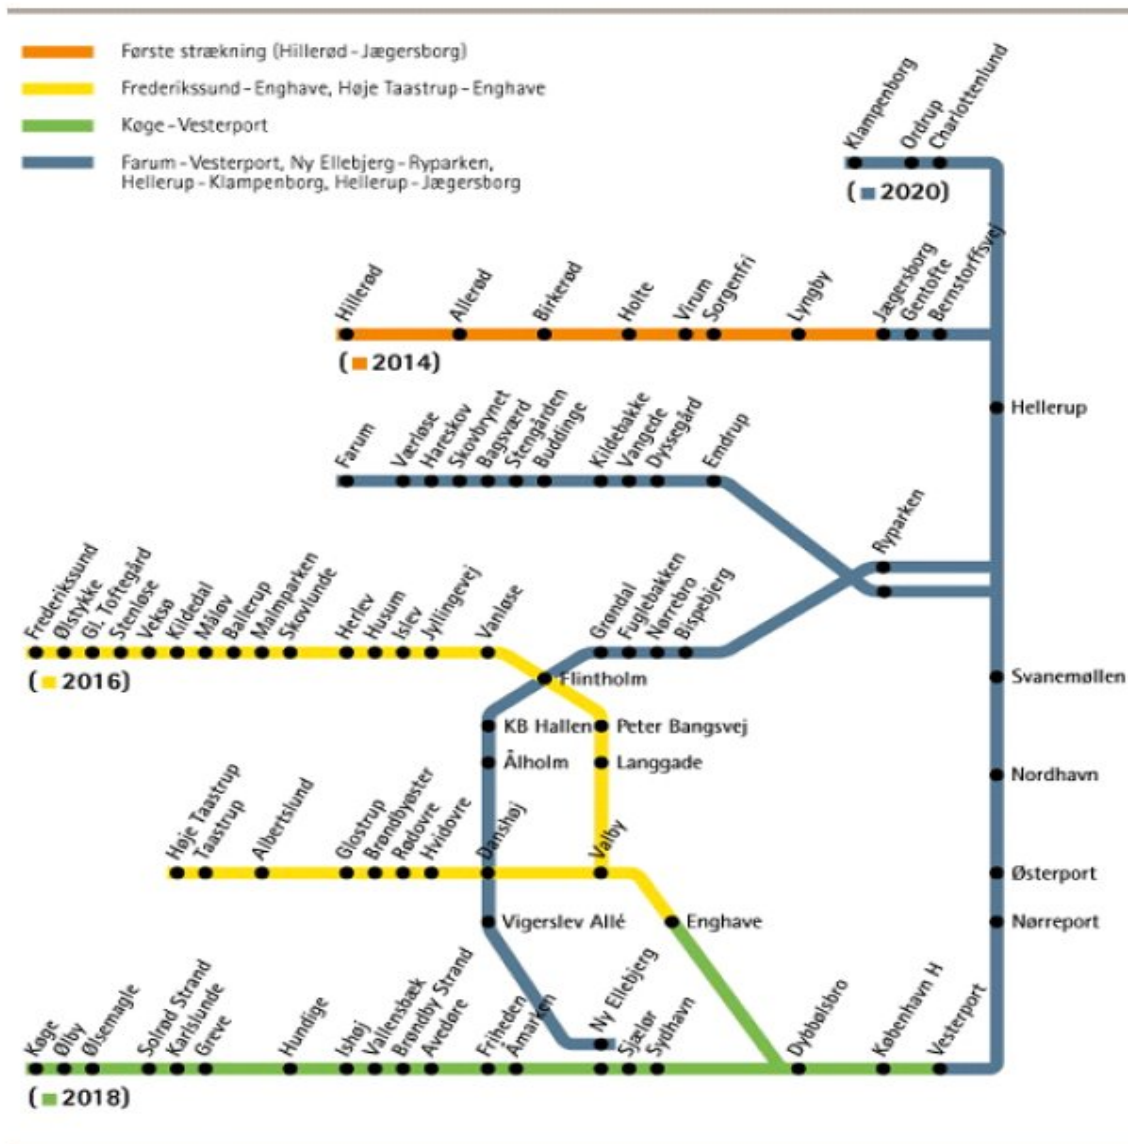 Første strækning (Hillerød - Jægersborg)
Frederikssund - Enghave, Høje Taastrup - Enghave
Køge - Vesterport
Farum - Vesterport, Ny Ellebjerg - Ryparken,
Hellerup - Klampenborg, Hellerup - Jægersborg
Klampenborg
Ordrup
Charlottenlund
( 2020)
Hillerød
Allerød
Birkerød
Holte
Virum
Sorgenfri
Lyngby
Jægersborg
Gentofte
Bernstorffsvej
( 2014)
Hellerup
Farum
Værløse
Hareskov
Skovbrynet
Bagsværd
Stengården
Buddinge
Kildebakke
Vangede
Dyssegård
Emdrup
Ryparken
Frederikssund
Ølstykke
Gl. Toftegård
Stenløse
Veksø
Kildedal
Måløv
Ballerup
Malmparken
Skovlunde
Herlev
Husum
Islev
Jyllingevej
Vanløse
Grøndal
Fuglebakken
Nørrebro
Bispebjerg
( 2016)
Flintholm
Svanemøllen
KB Hallen
Peter Bangsvej
Ålholm
Langgade
Nordhavn
Høje Taastrup
Taastrup
Albertslund
Glostrup
Brøndbyøster
Rødovre
Hvidovre
Danshøj
Valby
Østerport
Vigerslev Allé
Enghave
Nørreport
Køge
Ølby
Ølsemagle
Solrød Strand
Karlslunde
Greve
Hundige
Ishøj
Vallensbæk
Brøndby Strand
Avedøre
Friheden
Åmarken
Ny Ellebjerg
Sjælør
Sydhavn
Dybbølsbro
København H
Vesterport
( 2018)